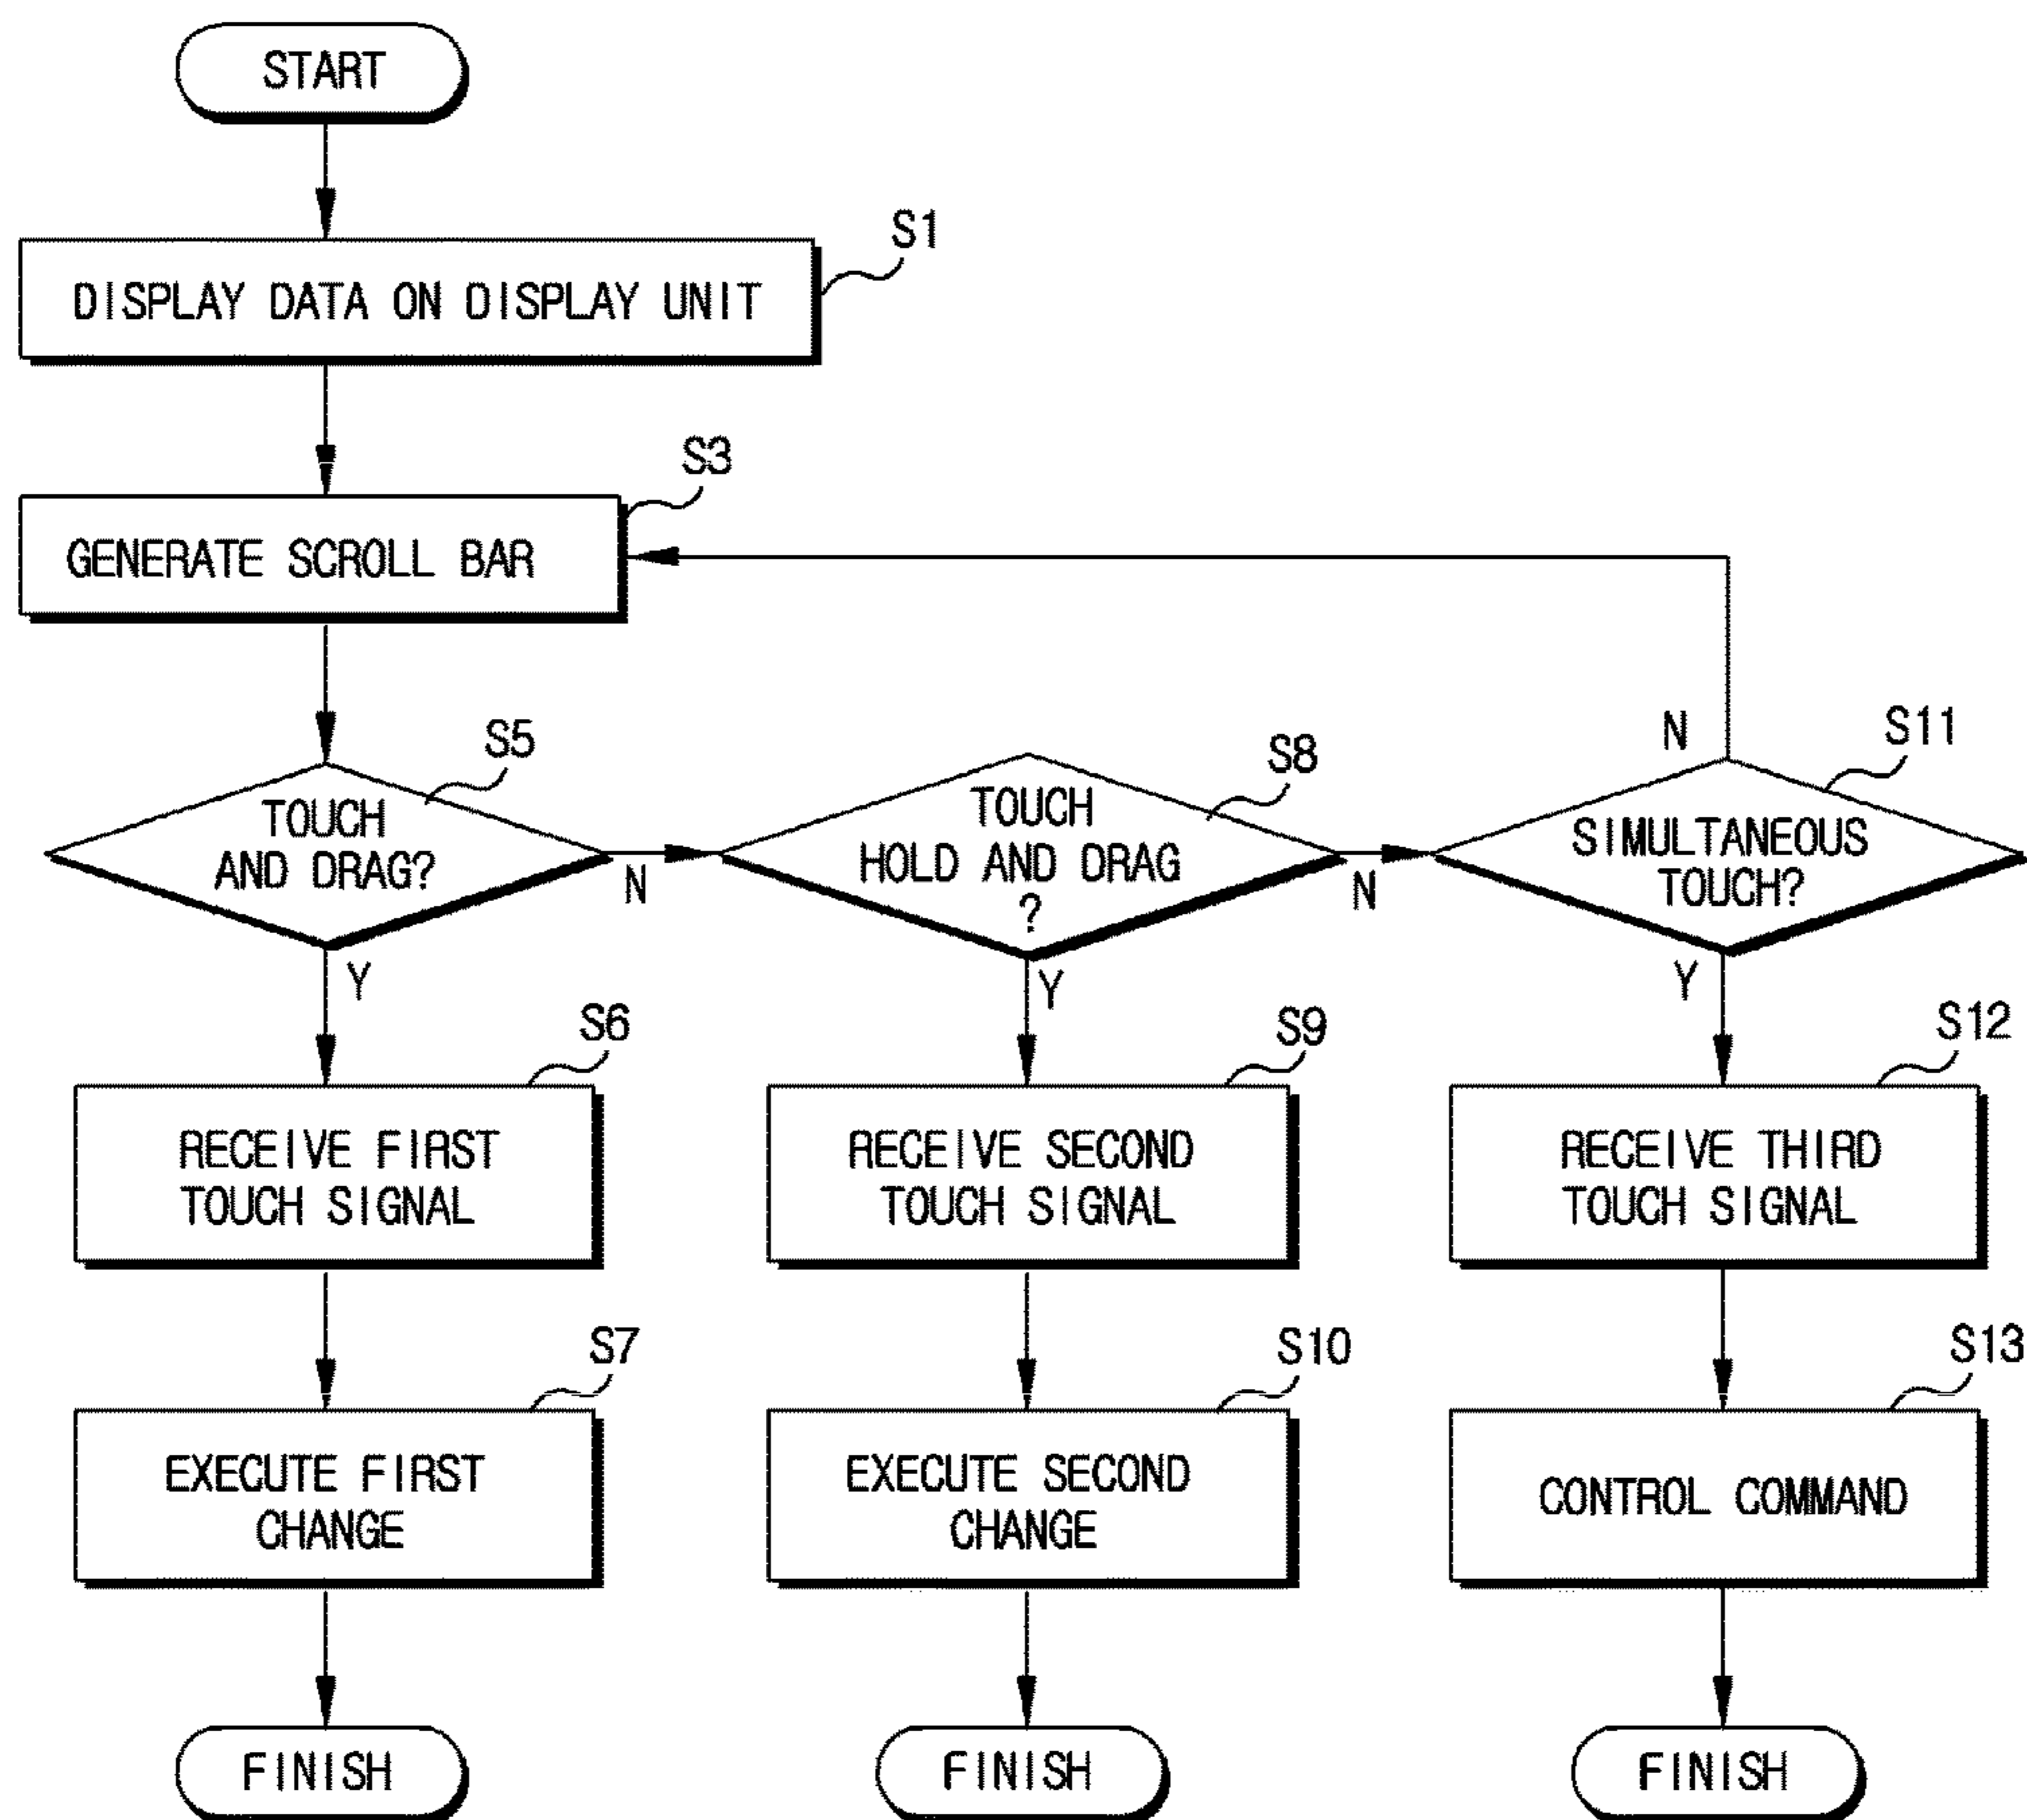 START
S1
DISPLAY DATA ON DISPLAY UNIT
S3
GENERATE SCROLL BAR
S5
TOUCH
AND DRAG?
N
Y
S8
TOUCH
HOLD AND DRAG
?
N
Y
S11
N
SIMULTANEOUS
TOUCH?
Y
S6
RECEIVE FIRST
TOUCH SIGNAL
S9
RECEIVE SECOND
TOUCH SIGNAL
S12
RECEIVE THIRD
TOUCH SIGNAL
S7
EXECUTE FIRST
CHANGE
S10
EXECUTE SECOND
CHANGE
S13
CONTROL COMMAND
FINISH
FINISH
FINISH